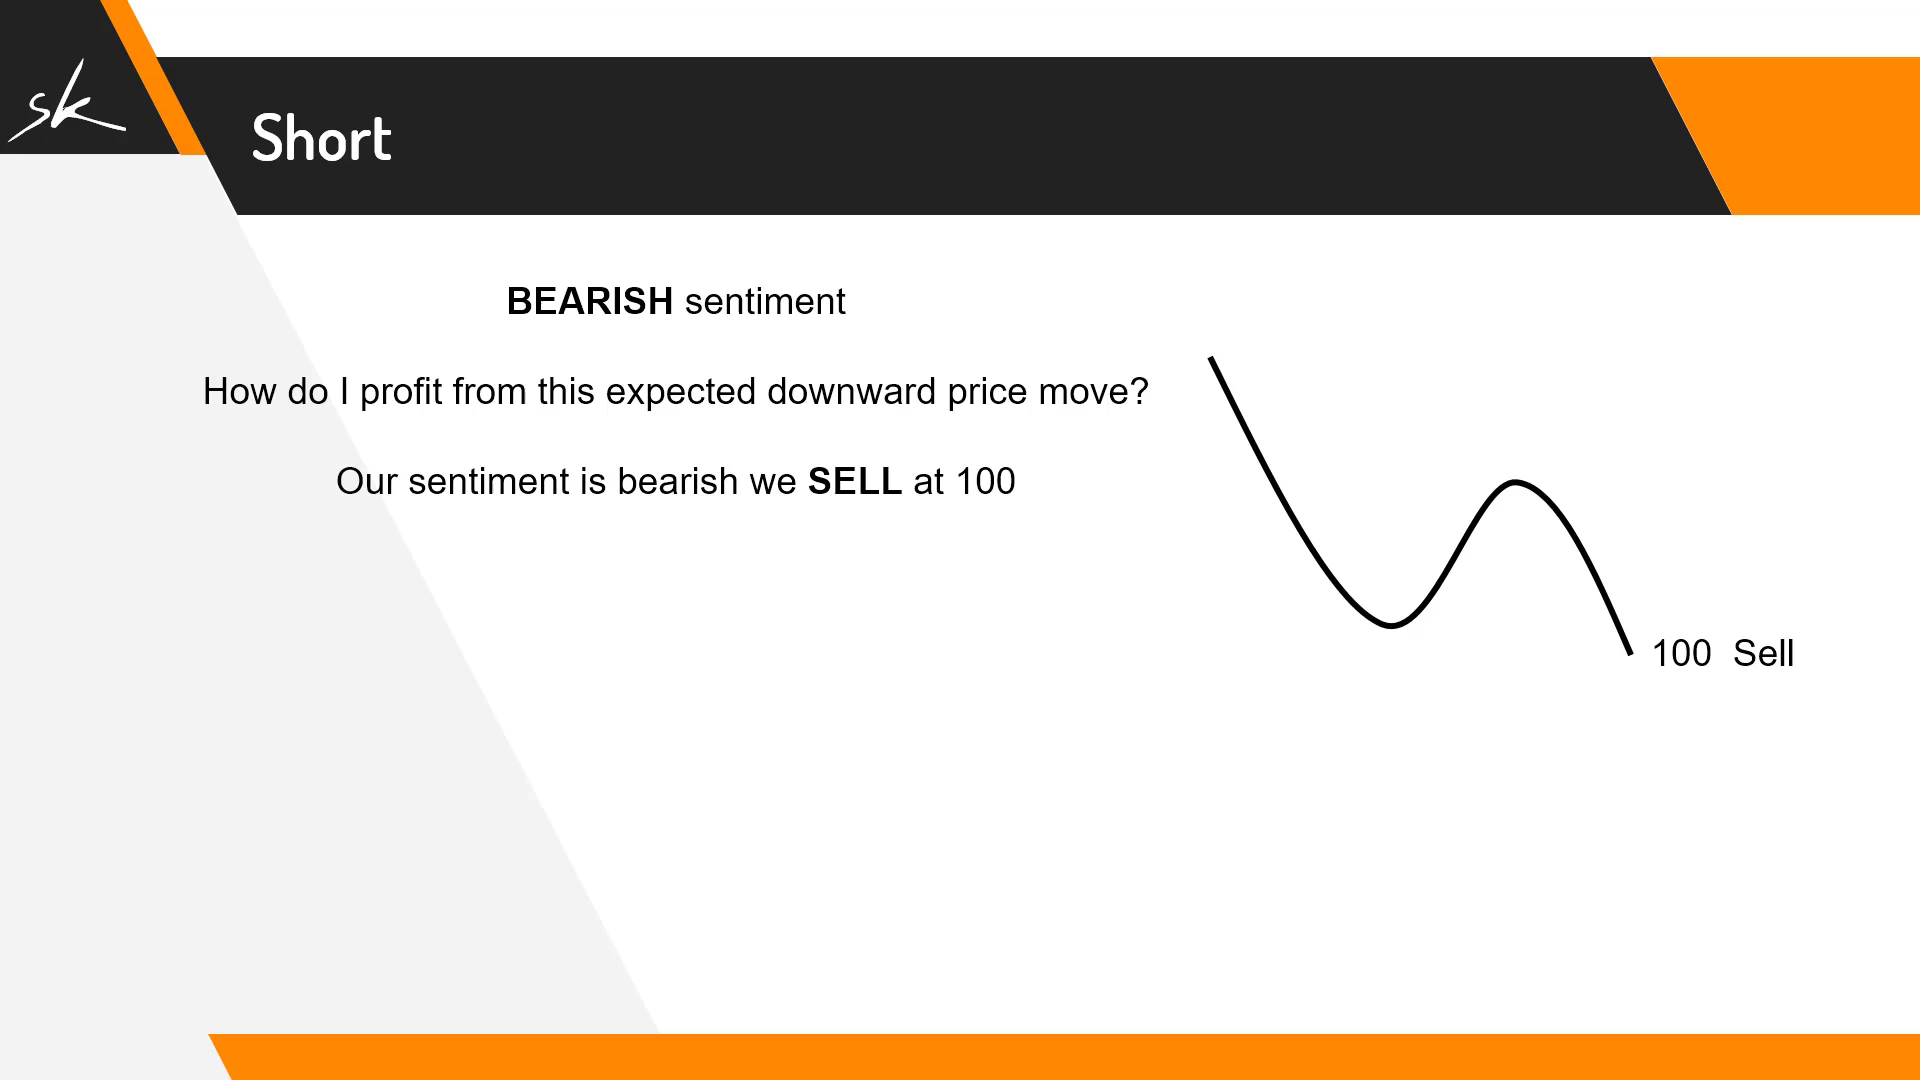 sk
Short
BEARISH sentiment
How do I profit from this expected downward price move?
Our sentiment is bearish we SELL at 100
100 Sell